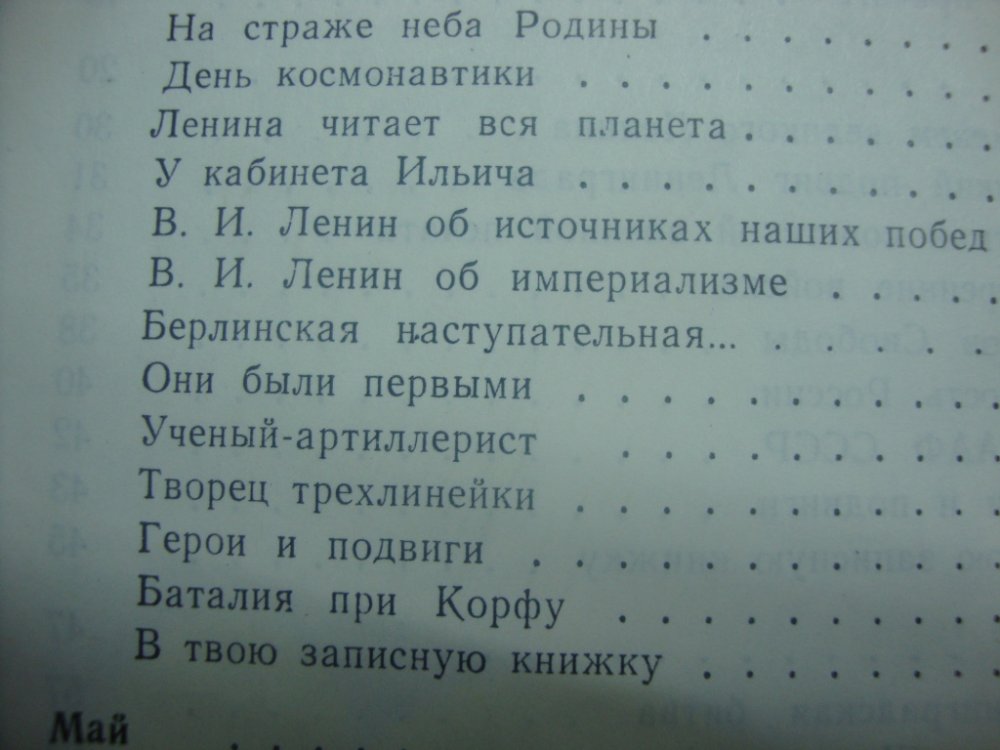 На страже неба Родины . . . . . . .
День космонавтики . . . . . . . . . .
Ленина читает вся планета . . . . . . .
У кабинета Ильича . . . . . . . . . .
В. И. Ленин об источниках наших побед
В. И. Ленин об империализме . . . . .
Берлинская наступательная... . . . . . .
Они были первыми . . . . . . . . . .
Ученый-артиллерист . . . . . . . . .
Творец трехлинейки . . . . . . . . . .
Герои и подвиги . . . . . . . . . . .
Баталия при Корфу . . . . . . . . .
В твою записную книжку . . . . . . .
Май . . . . .